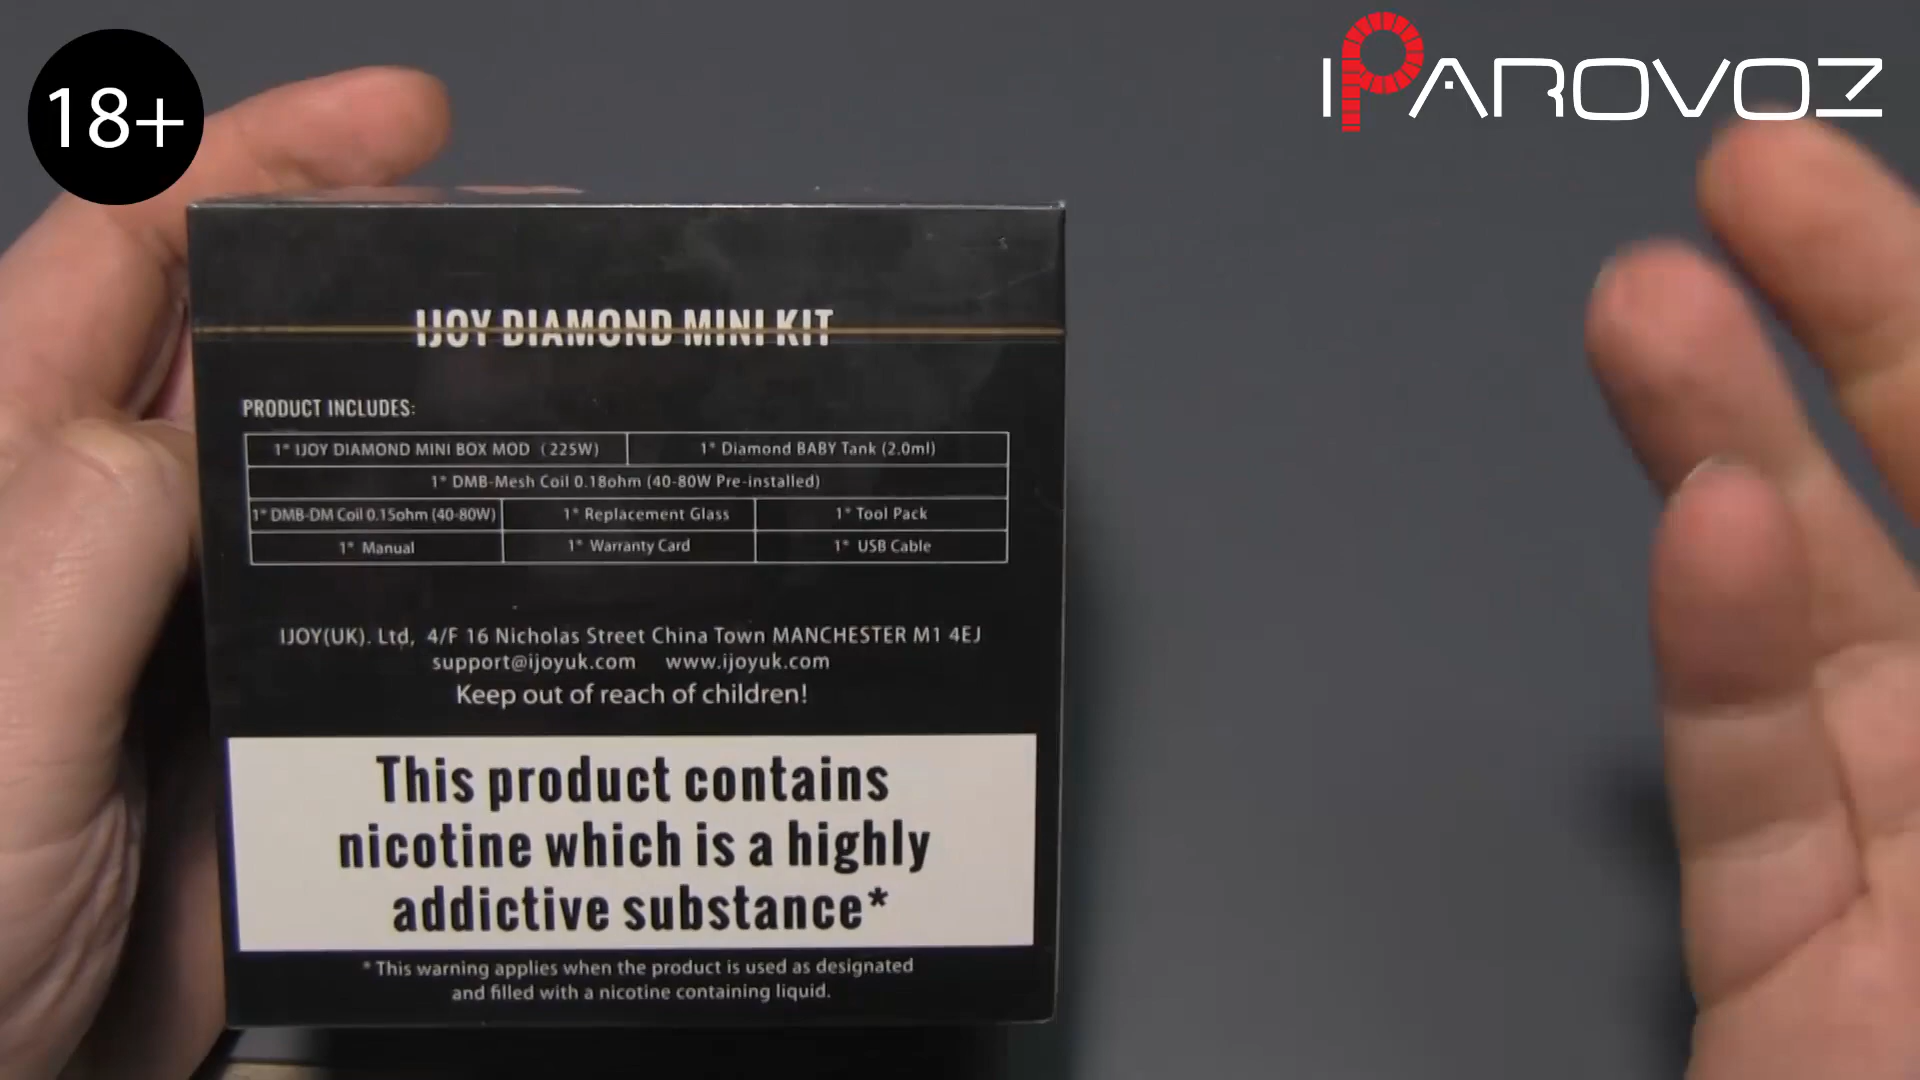 18+
IPAROVOZ
IJOY DIAMOND MINI KIT
PRODUCT INCLUDES:
1* IJOY DIAMOND MINI BOX MOD (225W) 1* Diamond BABY Tank (2.0ml)
1* DMB-Mesh Coil 0.18ohm (40-80W Pre-installed)
1* DMB-DM Coil 0.15ohm (40-80W) 1* Replacement Glass 1* Tool Pack
1* Manual 1* Warranty Card 1* USB Cable
IJOY(UK). Ltd, 4/F 16 Nicholas Street China Town MANCHESTER M1 4EJ
support@ijoyuk.com www.ijoyuk.com
Keep out of reach of children!
This product contains
nicotine which is a highly
addictive substance*
* This warning applies when the product is used as designated
and filled with a nicotine containing liquid.